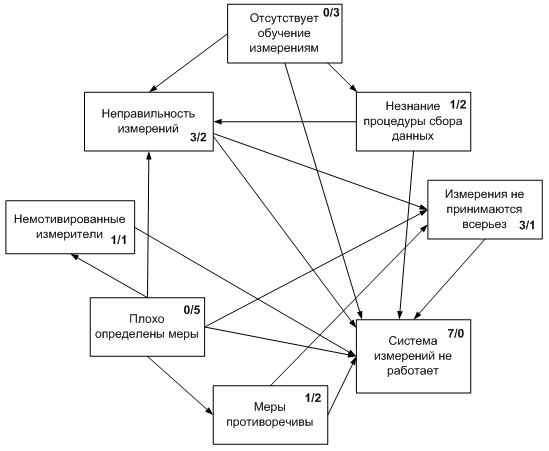 Отсутствует 0/3
обучение
измерениям
Неправильность
измерений
3/2
Незнание 1/2
процедуры сбора
данных
Измерения не
принимаются
всерьез 3/1
Немотивированные
измерители
1/1
0/5
Плохо
определены меры
7/0
Система
измерений не
работает
1/2
Меры
противоречивы